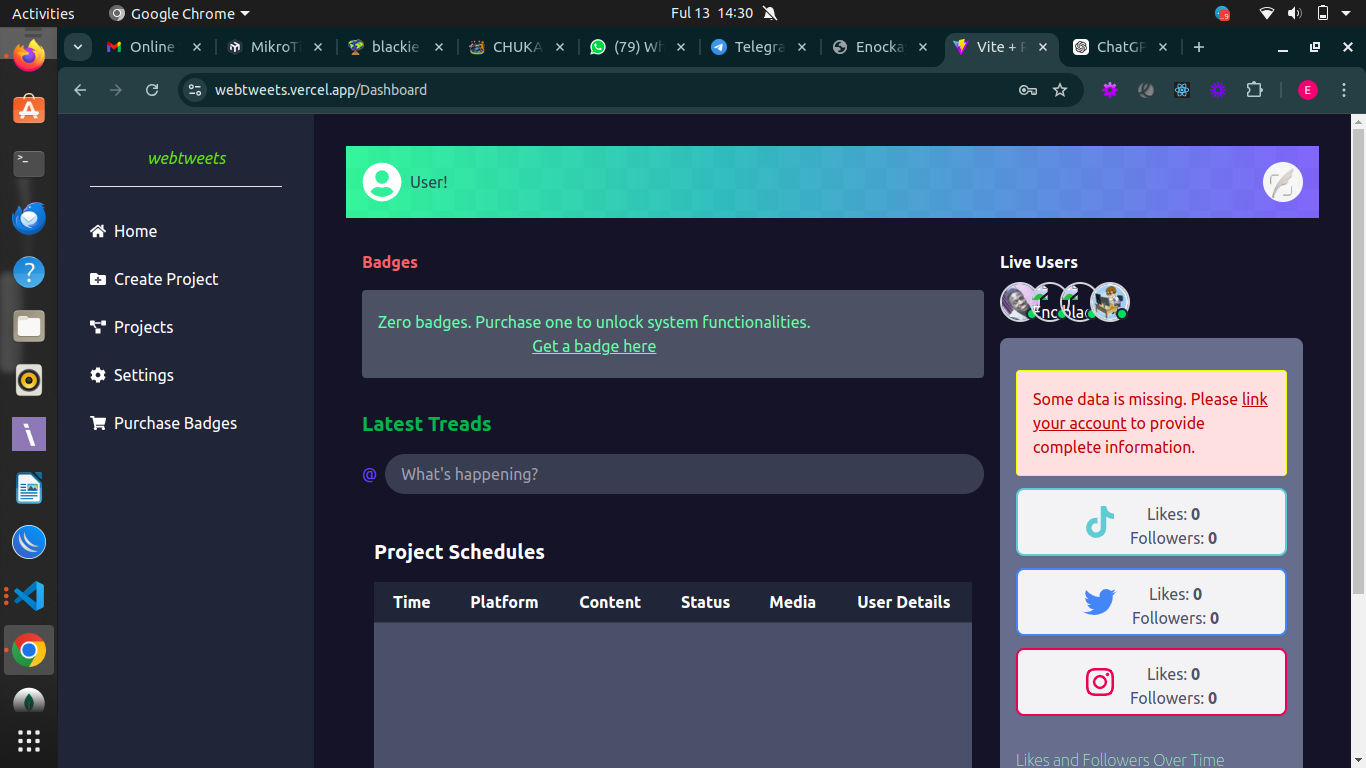 Activities
Google Chrome
Ful 13 14:30
Online
MikroTi
blackie
CHUKA
(79) Wh
Telegra
Enocka
Vite + R
ChatGP
webtweets.vercel.app/Dashboard
E
webtweets
Home
Create Project
Projects
Settings
Purchase Badges
User!
Badges
Zero badges. Purchase one to unlock system functionalities.
Get a badge here
Latest Treads
@
What's happening?
Project Schedules
Time Platform Content Status Media User Details
Live Users
Some data is missing. Please link
your account to provide
complete information.
Likes: 0
Followers: 0
Likes: 0
Followers: 0
Likes: 0
Followers: 0
Likes and Followers Over Time